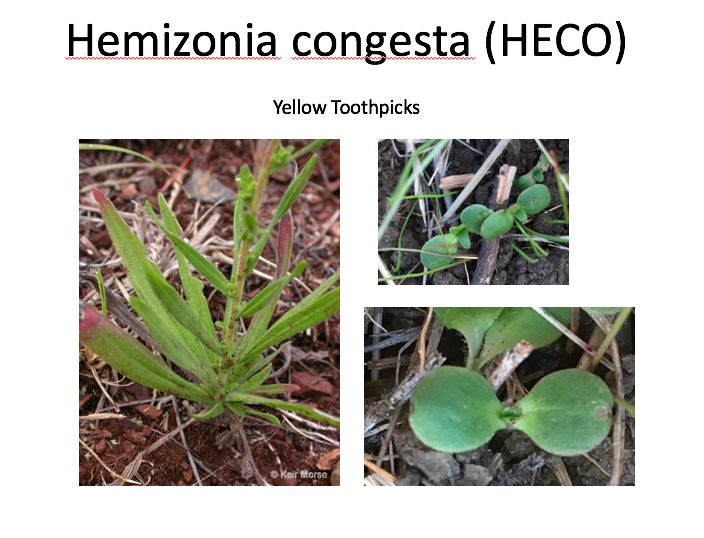 Hemizonia congesta (HECO)
Yellow Toothpicks
© Keir Morse